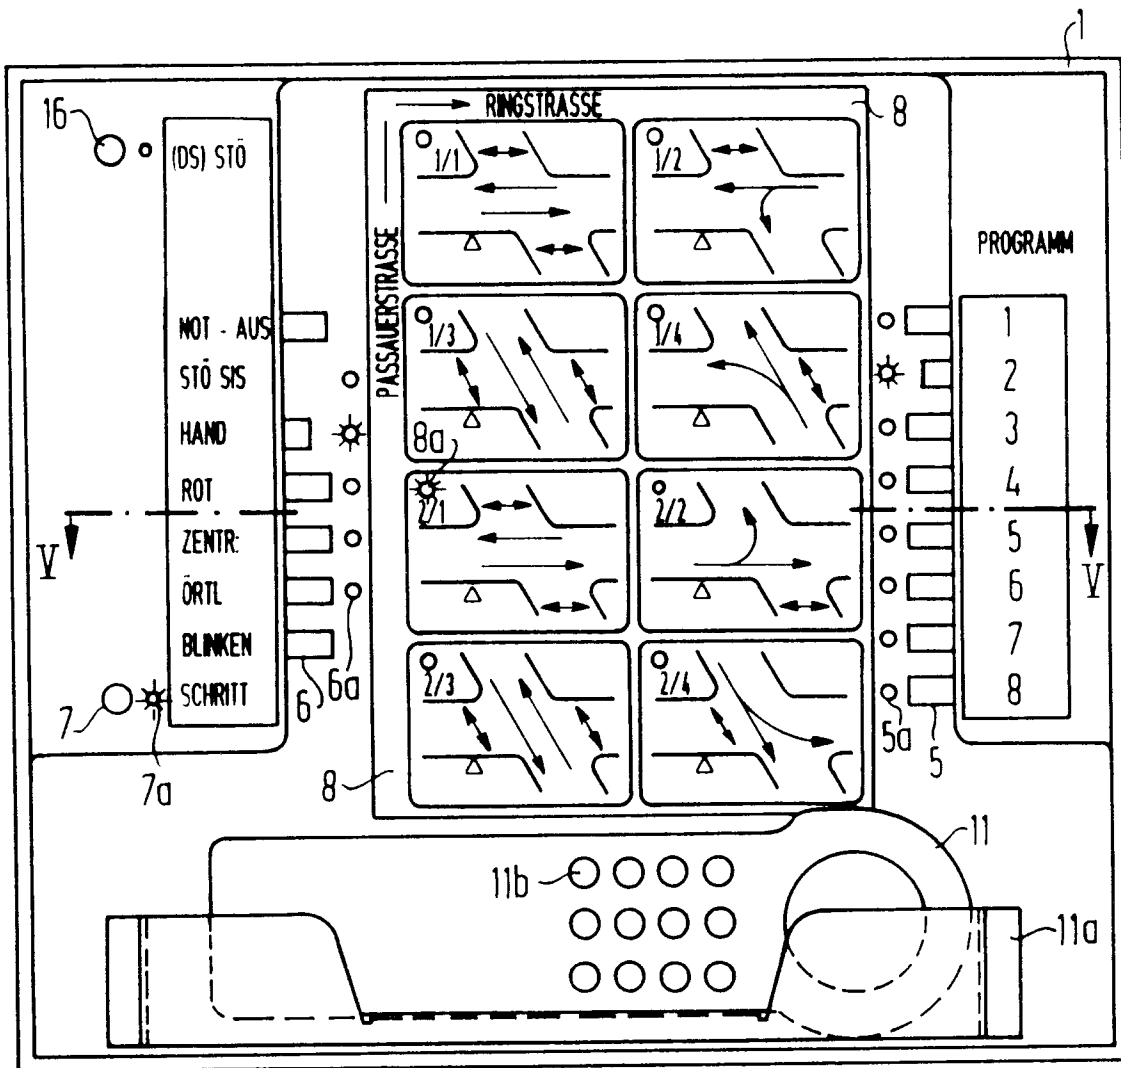 1
RINGSTRASSE
8
16
(DS) STÖ
1/1
1/2
PASSAUERSTRASSE
PROGRAMM
NOT - AUS
1/3
1/4
1
STÖ SIS
2
HAND
8a
3
ROT
2/1
2/2
4
V
ZENTR:
5
V
ÖRTL
6
BLINKEN
6
6a
2/3
2/4
7
7
SCHRITT
8
7a
8
5a
5
11
11b
11a